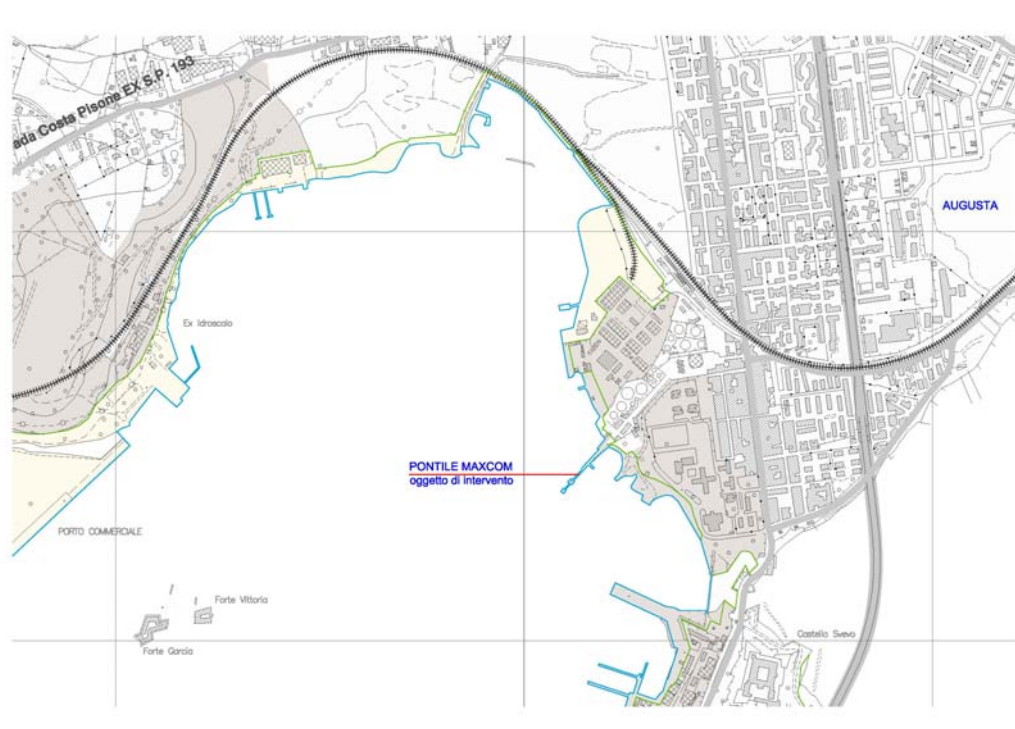 ada Costa Pisone EX S.P. 193
AUGUSTA
Ex Idroscalo
PONTILE MAXCOM
oggetto di intervento
PORTO COMMERCIALE
Forte Vittoria
Forte Garcia
Castello Svevo